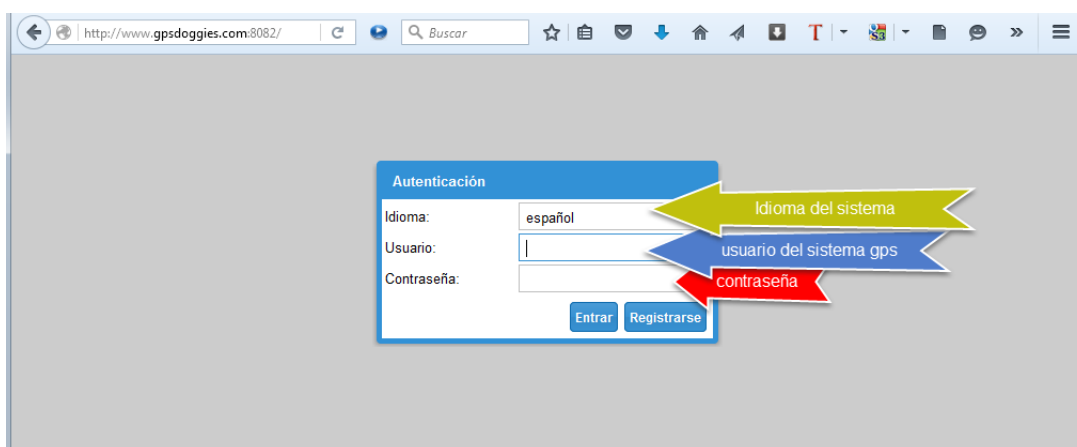 http://www.gpsdoggies.com:8082/
Buscar
T
Autenticación
Idioma:
español
Idioma del sistema
Usuario:
usuario del sistema gps
Contraseña:
contraseña
Entrar
Registrarse